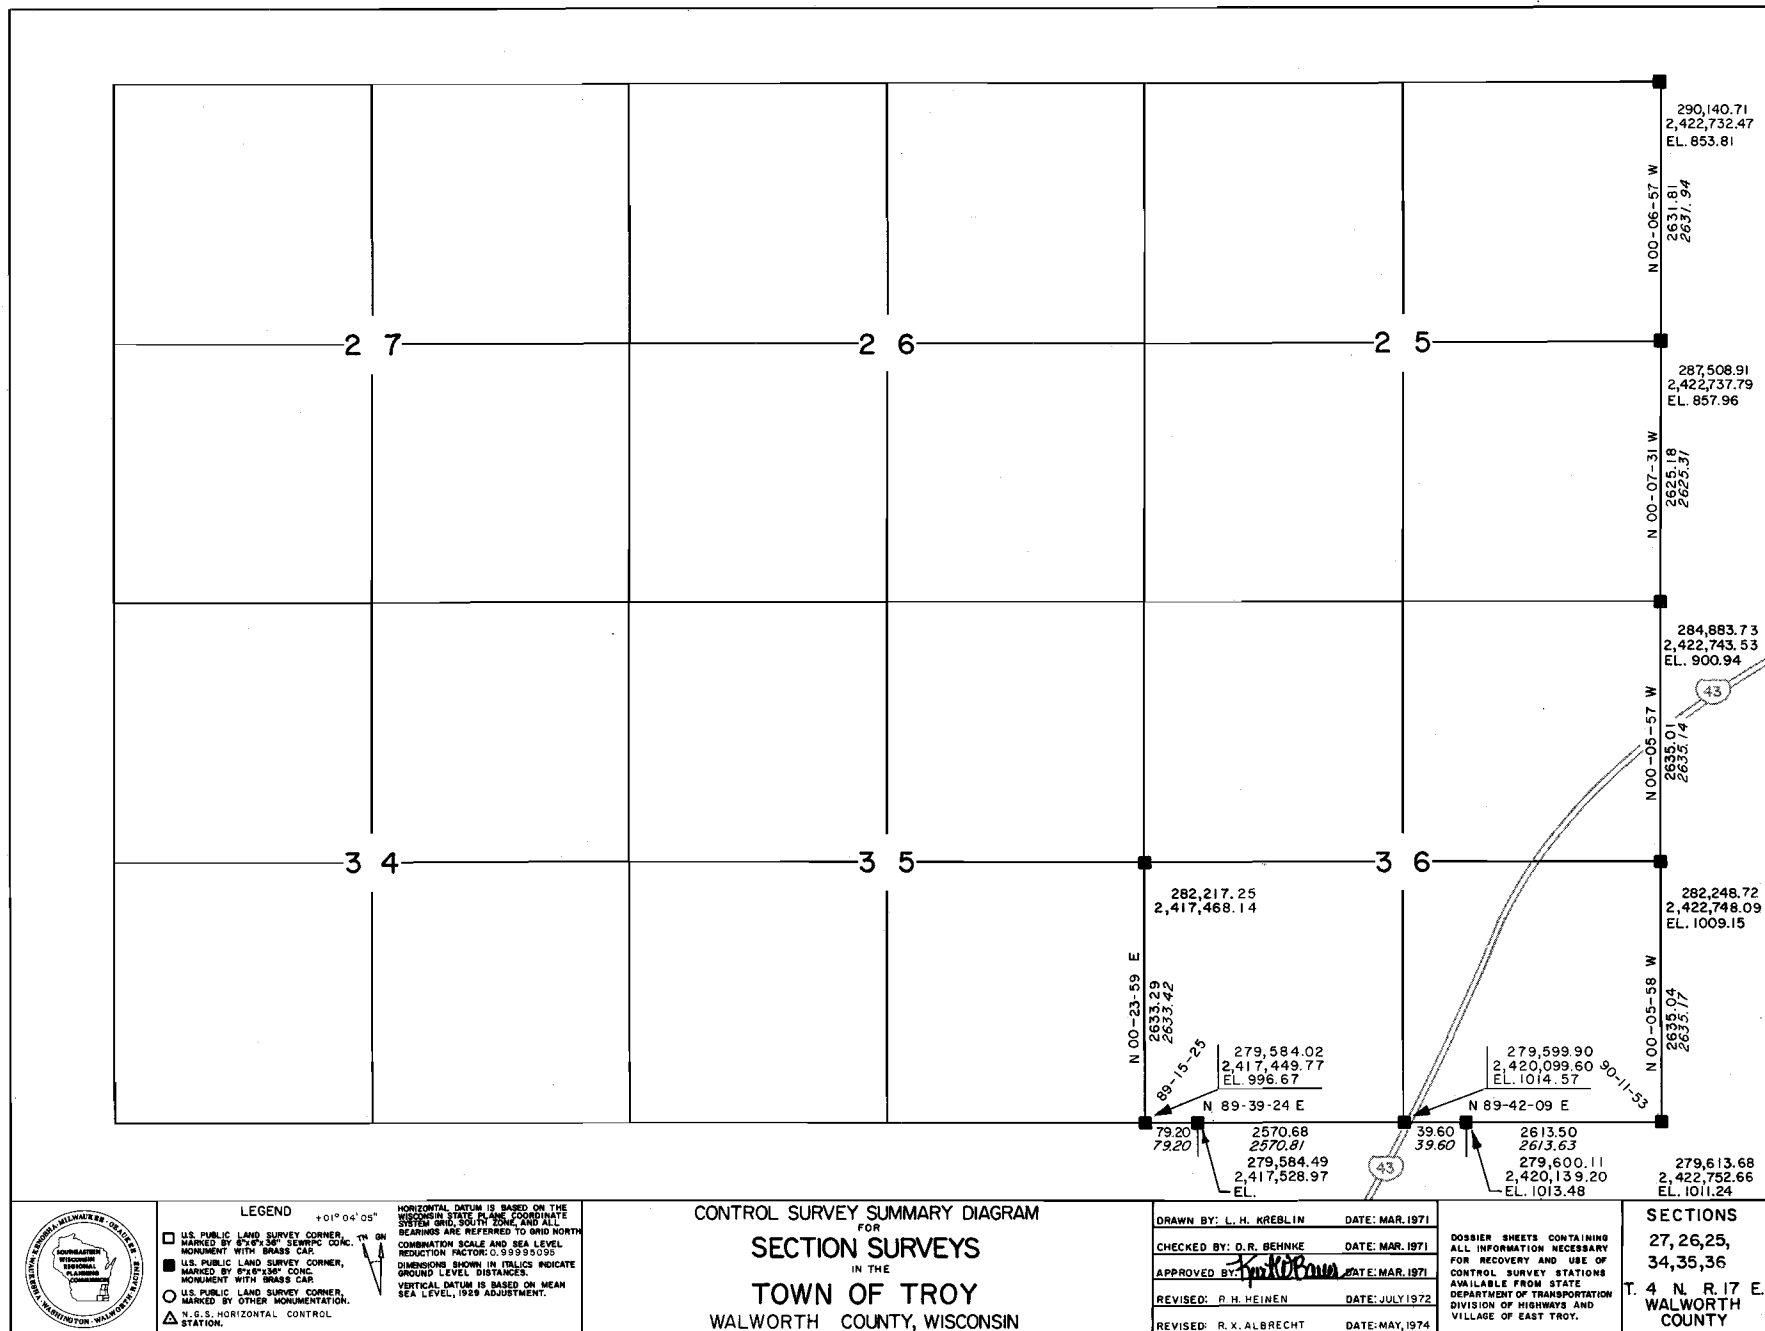 290,140.71
2,422,732.47
EL. 853.81
N 00-06-57 W
2631.81
2631.94
2 7
2 6
2 5
287,508.91
2,422,737.79
EL. 857.96
N 00-07-31 W
2625.18
2625.31
284,883.73
2,422,743.53
EL. 900.94
43
N 00-05-57 W
2635.01
2635.14
3 4
3 5
3 6
282,217.25
2,417,468.14
282,248.72
2,422,748.09
EL. 1009.15
N 00-23-59 E
2633.29
2633.42
N 00-05-58 W
2635.04
2635.17
89-15-25
279,584.02
2,417,449.77
EL. 996.67
279,599.90
2,420,099.60
EL. 1014.57
90-11-53
N 89-39-24 E
N 89-42-09 E
79.20
79.20
2570.68
2570.81
39.60
39.60
2613.50
2613.63
279,584.49
2,417,528.97
EL.
43
279,600.11
2,420,139.20
EL. 1013.48
279,613.68
2,422,752.66
EL. 1011.24
SOUTHEASTERN
WISCONSIN
REGIONAL
PLANNING
COMMISSION
KENOSHA·MILWAUKEE·OZAUKEE·RACINE·WALWORTH·WASHINGTON·WAUKESHA
LEGEND
U.S. PUBLIC LAND SURVEY CORNER,
MARKED BY 6"x6"x36" SEWRPC CONC.
MONUMENT WITH BRASS CAP.
U.S. PUBLIC LAND SURVEY CORNER,
MARKED BY 6"x6"x36" CONC.
MONUMENT WITH BRASS CAP.
U.S. PUBLIC LAND SURVEY CORNER,
MARKED BY OTHER MONUMENTATION.
N.G.S. HORIZONTAL CONTROL
STATION.
+01° 04' 05"
TN GN
HORIZONTAL DATUM IS BASED ON THE
WISCONSIN STATE PLANE COORDINATE
SYSTEM GRID, SOUTH ZONE, AND ALL
BEARINGS ARE REFERRED TO GRID NORTH
COMBINATION SCALE AND SEA LEVEL
REDUCTION FACTOR: 0.99995095
DIMENSIONS SHOWN IN ITALICS INDICATE
GROUND LEVEL DISTANCES.
VERTICAL DATUM IS BASED ON MEAN
SEA LEVEL, 1929 ADJUSTMENT.
CONTROL SURVEY SUMMARY DIAGRAM
FOR
SECTION SURVEYS
IN THE
TOWN OF TROY
WALWORTH COUNTY, WISCONSIN
DRAWN BY: L. H. KREBLIN DATE: MAR. 1971
CHECKED BY: D.R. BEHNKE DATE: MAR. 1971
APPROVED BY: Kurt W Bauer DATE: MAR. 1971
REVISED: R. H. HEINEN DATE: JULY 1972
REVISED: R. X. ALBRECHT DATE: MAY, 1974
DOSSIER SHEETS CONTAINING
ALL INFORMATION NECESSARY
FOR RECOVERY AND USE OF
CONTROL SURVEY STATIONS
AVAILABLE FROM STATE
DEPARTMENT OF TRANSPORTATION
DIVISION OF HIGHWAYS AND
VILLAGE OF EAST TROY.
SECTIONS
27, 26, 25,
34, 35, 36
T. 4 N. R. 17 E.
WALWORTH
COUNTY